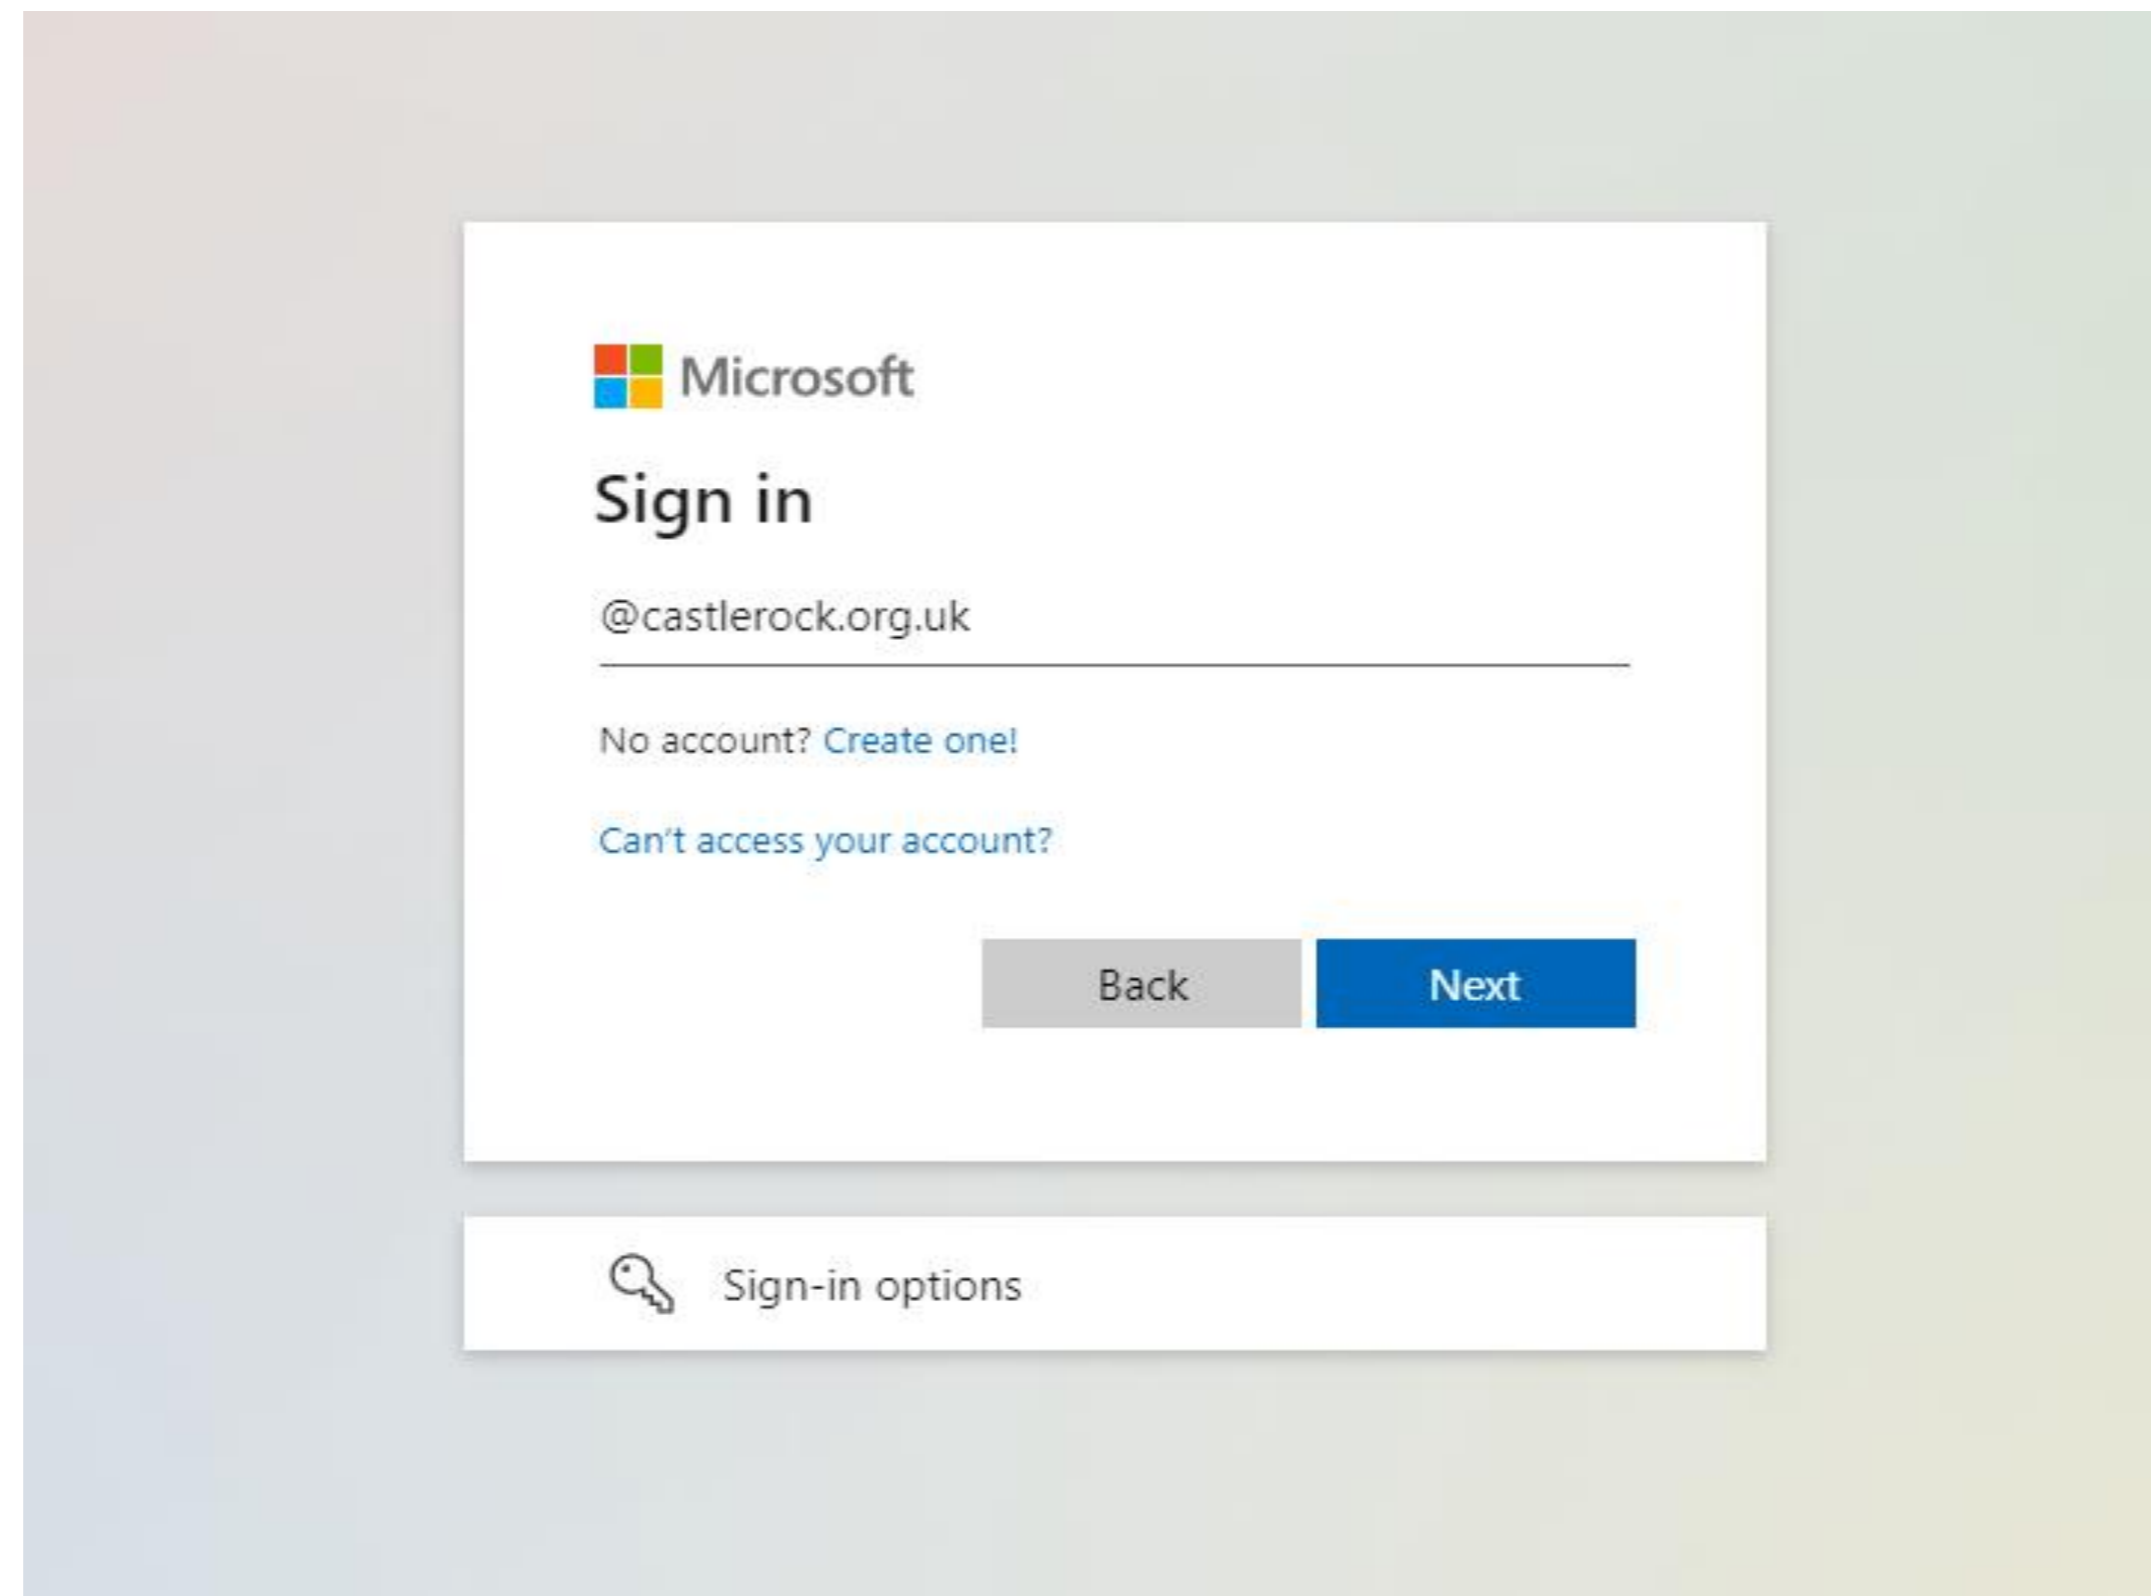 Microsoft
Sign in
@castlerock.org.uk
No account? Create one!
Can't access your account?
Back Next
Sign-in options